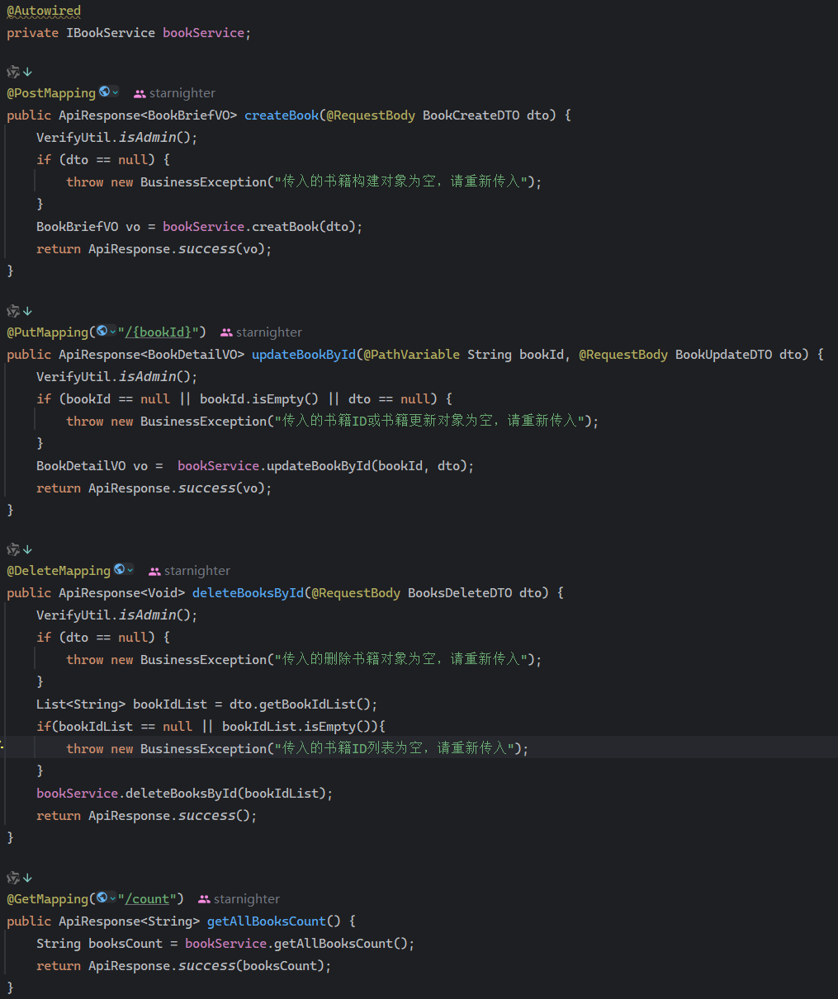 @Autowired
private IBookService bookService;
@PostMapping starnighter
public ApiResponse<BookBriefVO> createBook(@RequestBody BookCreateDTO dto) {
VerifyUtil.isAdmin();
if (dto == null) {
throw new BusinessException("传入的书籍构建对象为空，请重新传入");
}
BookBriefVO vo = bookService.creatBook(dto);
return ApiResponse.success(vo);
}
@PutMapping("/{bookId}") starnighter
public ApiResponse<BookDetailVO> updateBookById(@PathVariable String bookId, @RequestBody BookUpdateDTO dto) {
VerifyUtil.isAdmin();
if (bookId == null || bookId.isEmpty() || dto == null) {
throw new BusinessException("传入的书籍ID或书籍更新对象为空，请重新传入");
}
BookDetailVO vo =  bookService.updateBookById(bookId, dto);
return ApiResponse.success(vo);
}
@DeleteMapping starnighter
public ApiResponse<Void> deleteBooksById(@RequestBody BooksDeleteDTO dto) {
VerifyUtil.isAdmin();
if (dto == null) {
throw new BusinessException("传入的删除书籍对象为空，请重新传入");
}
List<String> bookIdList = dto.getBookIdList();
if(bookIdList == null || bookIdList.isEmpty()){
throw new BusinessException("传入的书籍ID列表为空，请重新传入");
}
bookService.deleteBooksById(bookIdList);
return ApiResponse.success();
}
@GetMapping("/count") starnighter
public ApiResponse<String> getAllBooksCount() {
String booksCount = bookService.getAllBooksCount();
return ApiResponse.success(booksCount);
}